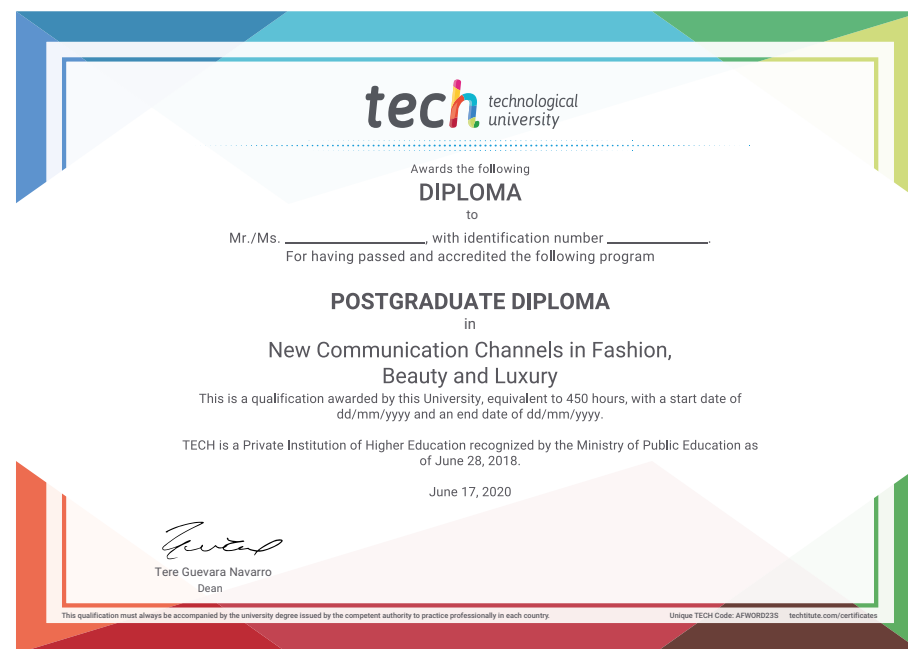 tech technological
university
Awards the following
DIPLOMA
to
Mr./Ms. ____________________, with identification number ______________.
For having passed and accredited the following program
POSTGRADUATE DIPLOMA
in
New Communication Channels in Fashion,
Beauty and Luxury
This is a qualification awarded by this University, equivalent to 450 hours, with a start date of
dd/mm/yyyy and an end date of dd/mm/yyyy.
TECH is a Private Institution of Higher Education recognized by the Ministry of Public Education as
of June 28, 2018.
June 17, 2020
Tere Guevara Navarro
Dean
This qualification must always be accompanied by the university degree issued by the competent authority to practice professionally in each country.
Unique TECH Code: AFWORD23S techtitute.com/certificates